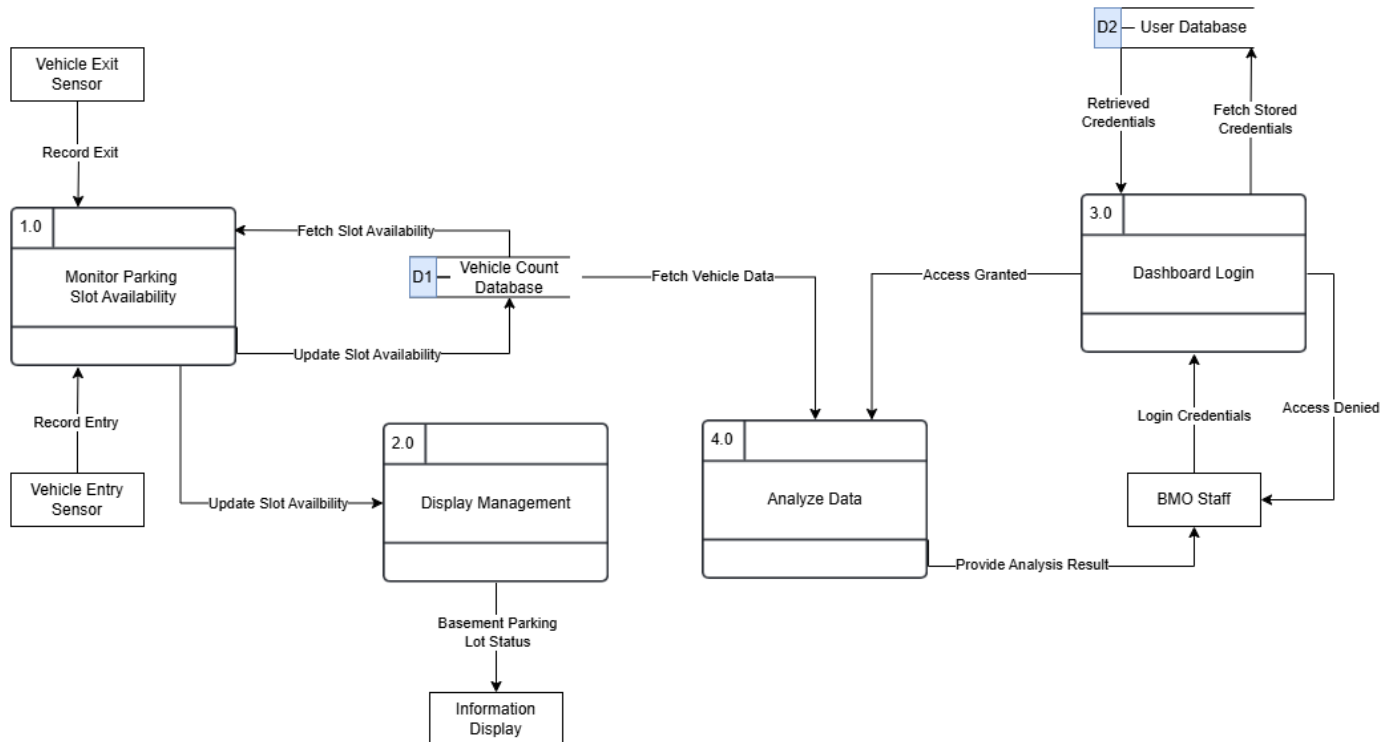 D2
User Database
Vehicle Exit
Sensor
Retrieved
Credentials
Fetch Stored
Credentials
Record Exit
1.0
Monitor Parking
Slot Availability
Fetch Slot Availability
D1
Vehicle Count
Database
Fetch Vehicle Data
Access Granted
3.0
Dashboard Login
Update Slot Availability
Record Entry
Login Credentials
Access Denied
2.0
Display Management
4.0
Analyze Data
Vehicle Entry
Sensor
Update Slot Availbility
BMO Staff
Provide Analysis Result
Basement Parking
Lot Status
Information
Display